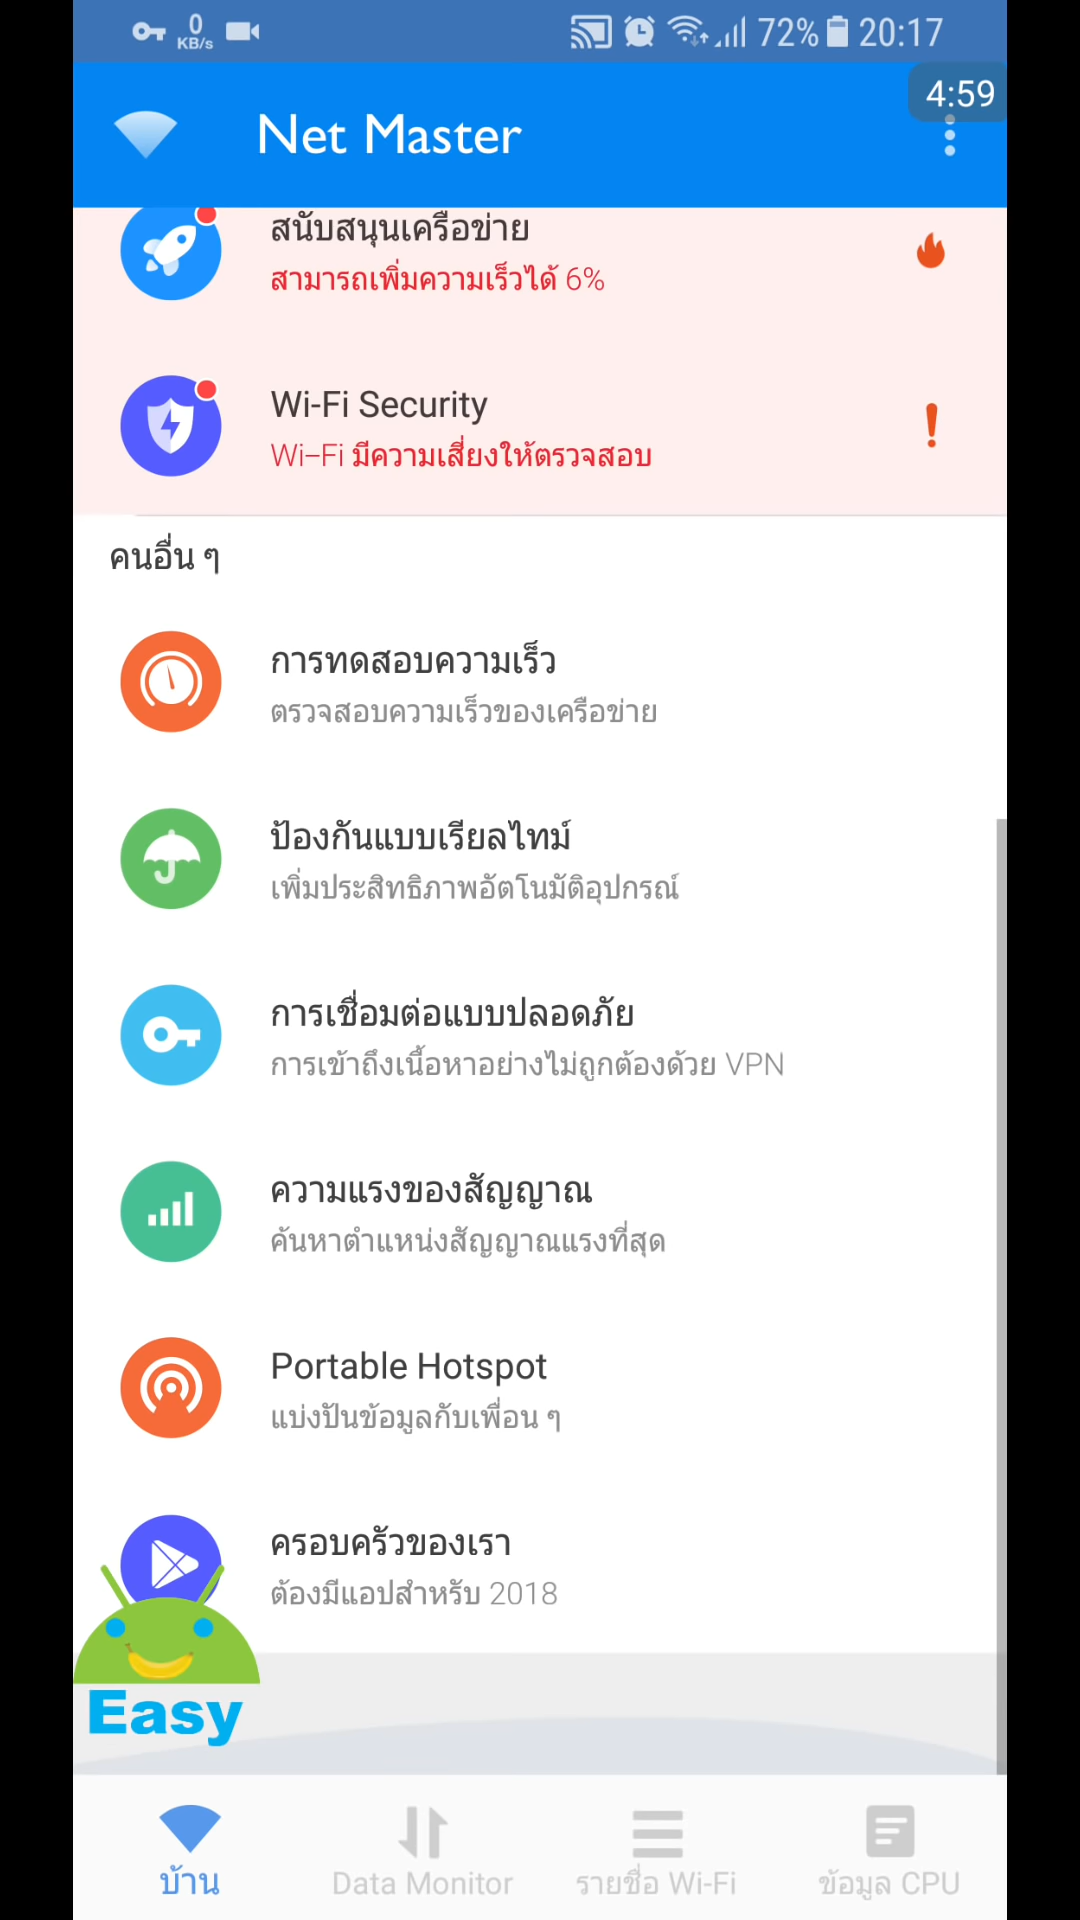 0
KB/s
72%
20:17
4:59
Net Master
สนับสนุนเครือข่าย
สามารถเพิ่มความเร็วได้ 6%
Wi-Fi Security
Wi–Fi มีความเสี่ยงให้ตรวจสอบ
คนอื่น ๆ
การทดสอบความเร็ว
ตรวจสอบความเร็วของเครือข่าย
ป้องกันแบบเรียลไทม์
เพิ่มประสิทธิภาพอัตโนมัติอุปกรณ์
การเชื่อมต่อแบบปลอดภัย
การเข้าถึงเนื้อหาอย่างไม่ถูกต้องด้วย VPN
ความแรงของสัญญาณ
ค้นหาตำแหน่งสัญญาณแรงที่สุด
Portable Hotspot
แบ่งปันข้อมูลกับเพื่อน ๆ
ครอบครัวของเรา
ต้องมีแอปสำหรับ 2018
Easy
บ้าน
Data Monitor
รายชื่อ Wi-Fi
ข้อมูล CPU